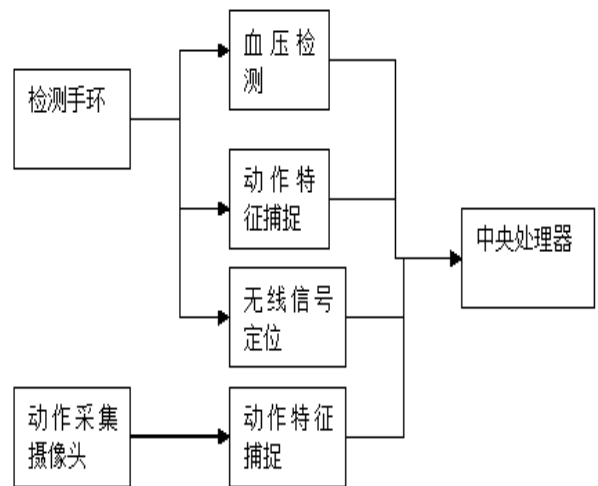 血压检
测
检测手环
动作特
征捕捉
中央处理器
无线信号
定位
动作采集
摄像头
动作特征
捕捉